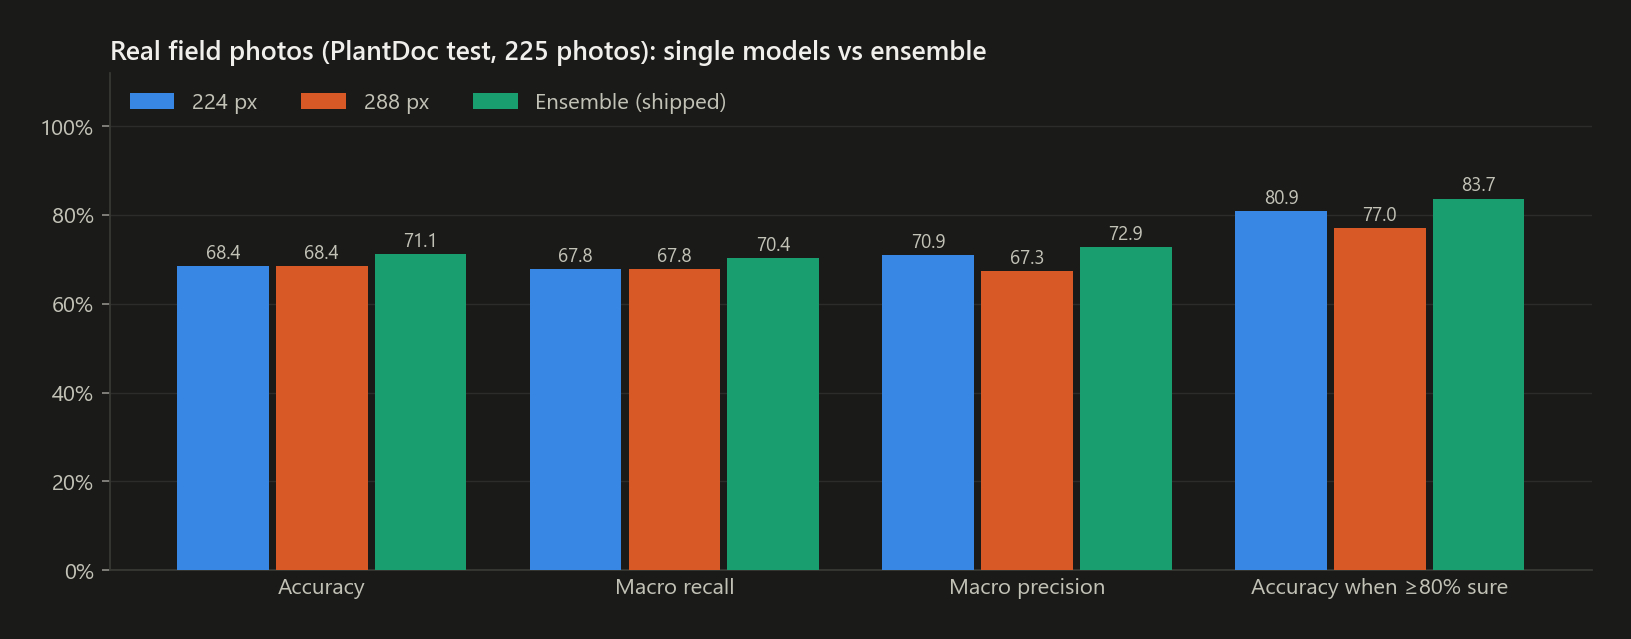 Real field photos (PlantDoc test, 225 photos): single models vs ensemble
224 px 288 px Ensemble (shipped)
100%
80%
60%
40%
20%
0%
68.4 68.4 71.1
67.8 67.8 70.4
70.9 67.3 72.9
80.9 77.0 83.7
Accuracy Macro recall Macro precision Accuracy when ≥80% sure